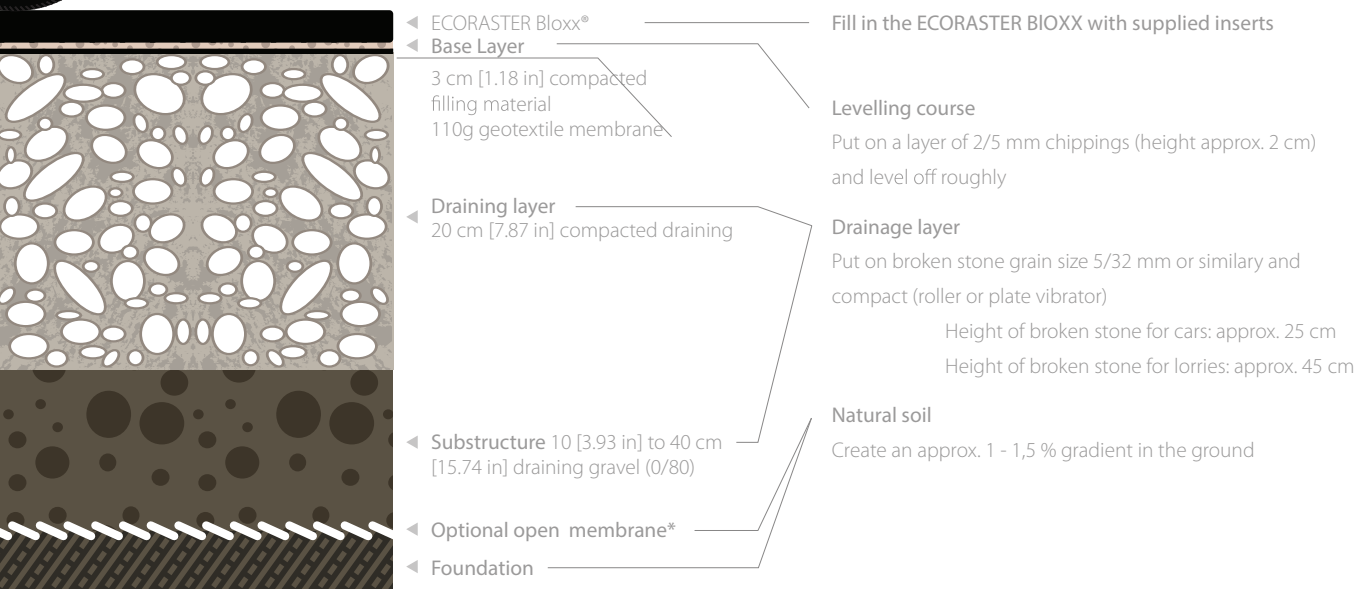 ECORASTER Bloxx®
Base Layer
3 cm [1.18 in] compacted
filling material
110g geotextile membrane
Draining layer
20 cm [7.87 in] compacted draining
Substructure 10 [3.93 in] to 40 cm
[15.74 in] draining gravel (0/80)
Optional open membrane*
Foundation
Fill in the ECORASTER BlOXX with supplied inserts
Levelling course
Put on a layer of 2/5 mm chippings (height approx. 2 cm)
and level off roughly
Drainage layer
Put on broken stone grain size 5/32 mm or similary and
compact (roller or plate vibrator)
Height of broken stone for cars: approx. 25 cm
Height of broken stone for lorries: approx. 45 cm
Natural soil
Create an approx. 1 - 1,5 % gradient in the ground